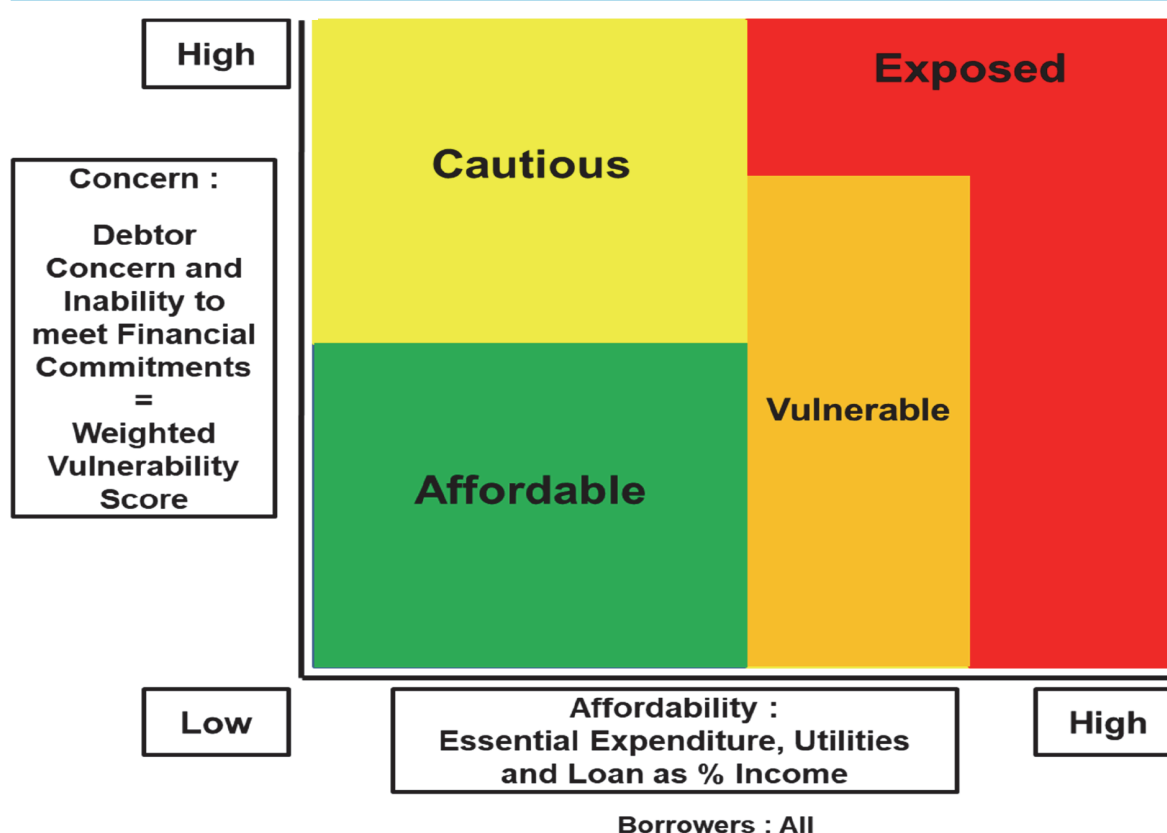 High
Exposed
Cautious
Concern :
Debtor
Concern and
Inability to
meet Financial
Commitments
=
Weighted
Vulnerability
Score
Vulnerable
Affordable
Low
Affordability :
Essential Expenditure, Utilities
and Loan as % Income
High
Borrowers : All